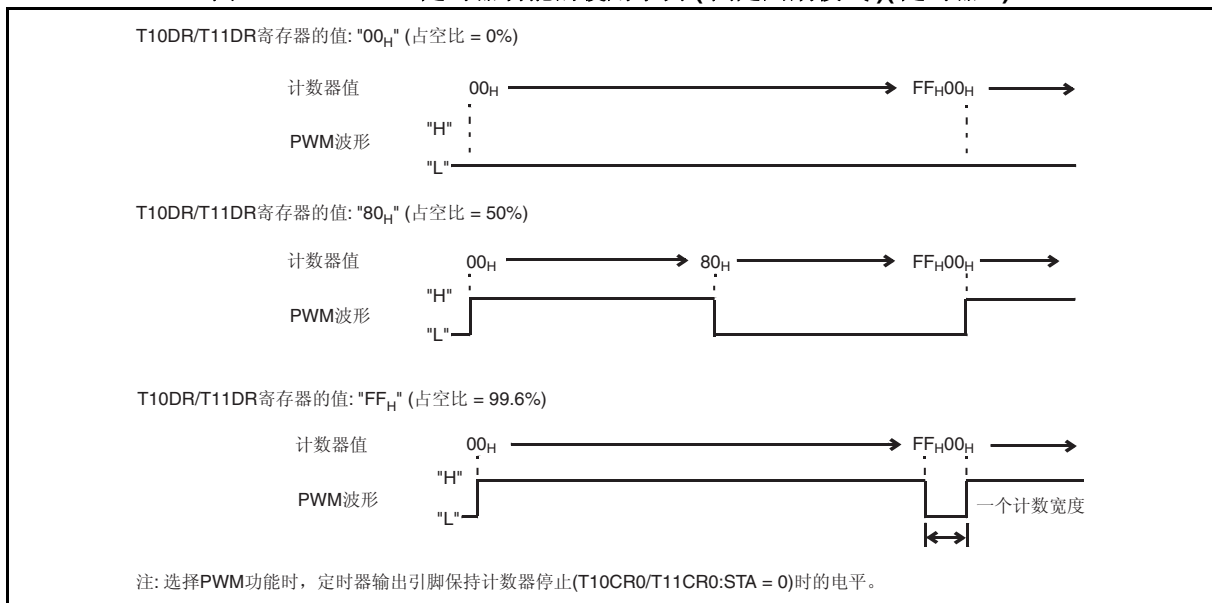 T10DR/T11DR寄存器的值: "00H" (占空比 = 0%)
计数器值 00H FFH00H
PWM波形 "H"
"L"
T10DR/T11DR寄存器的值: "80H" (占空比 = 50%)
计数器值 00H 80H FFH00H
PWM波形 "H"
"L"
T10DR/T11DR寄存器的值: "FFH" (占空比 = 99.6%)
计数器值 00H FFH00H
PWM波形 "H"
"L"
一个计数宽度
注: 选择PWM功能时，定时器输出引脚保持计数器停止(T10CR0/T11CR0:STA = 0)时的电平。